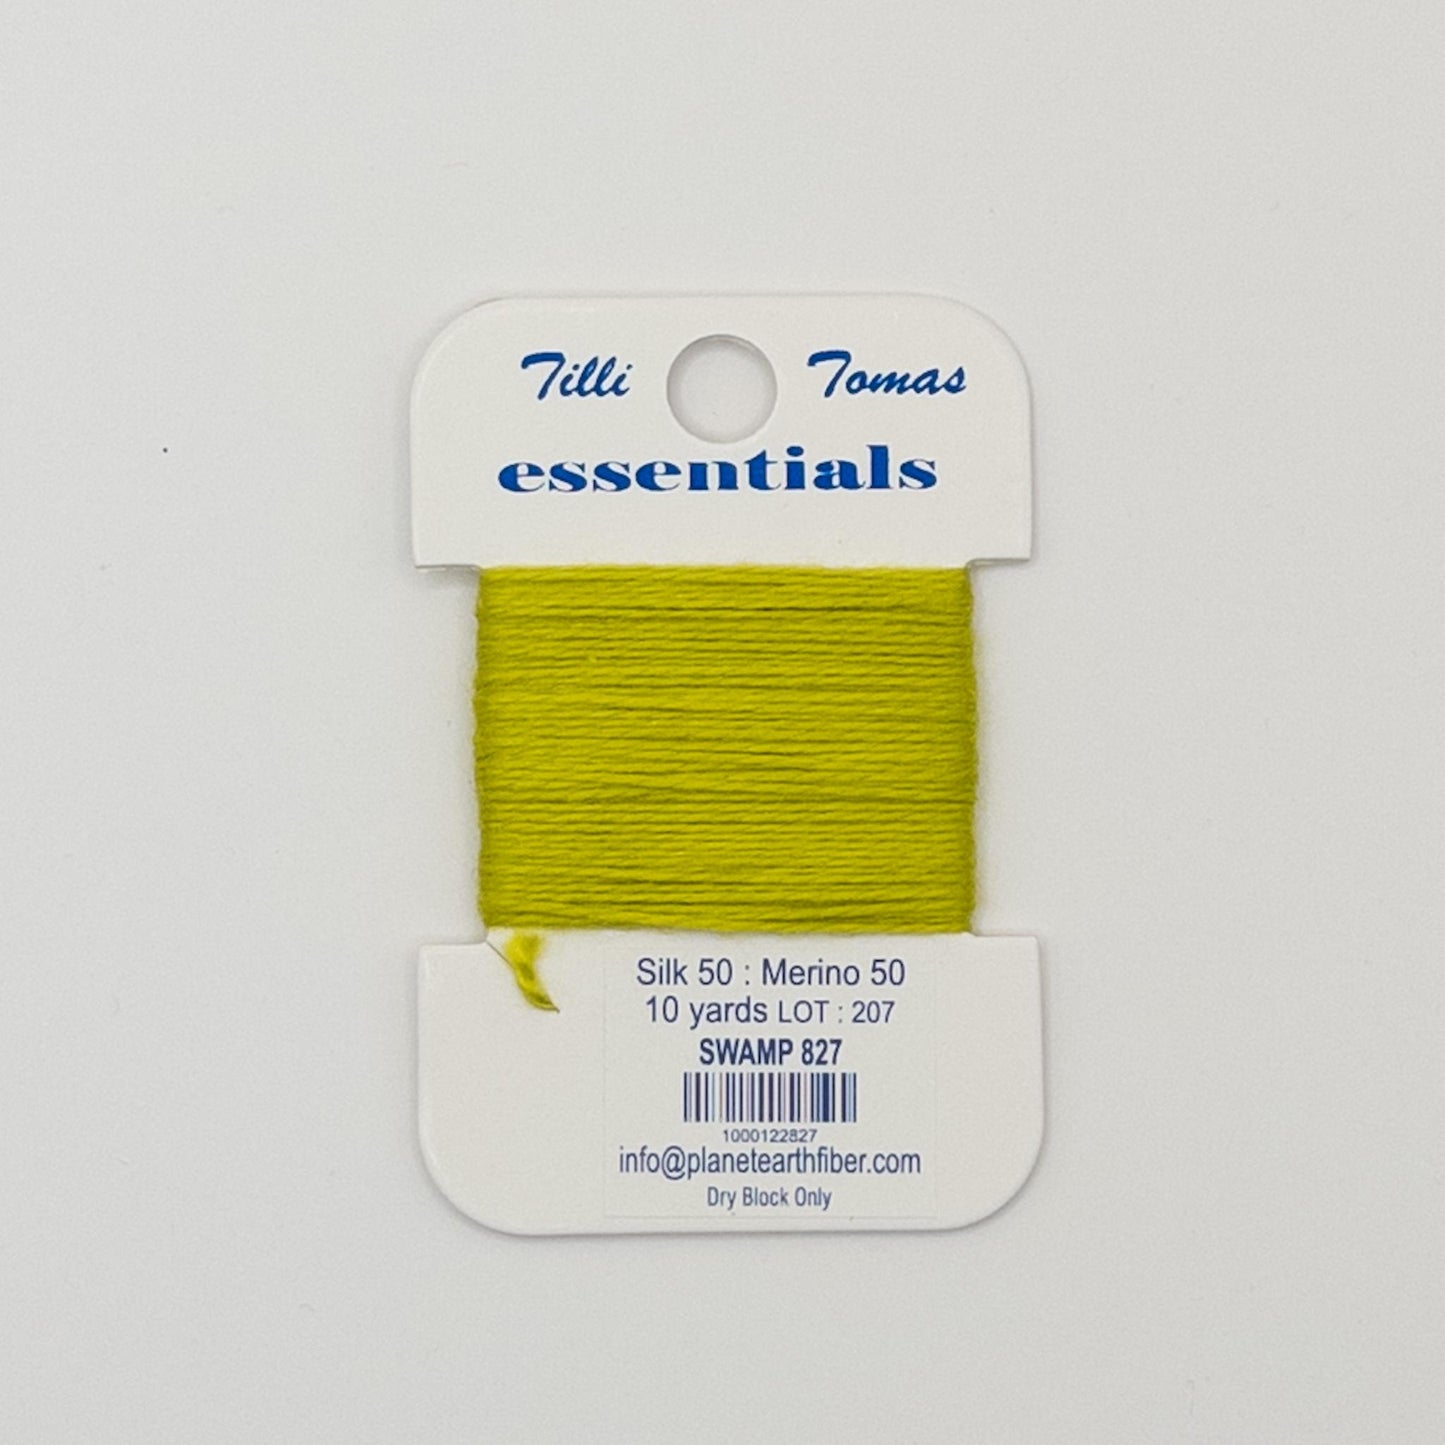 Tilli Tomas
essentials
Silk 50 : Merino 50
10 yards LOT : 207
SWAMP 827
1000122827
info@planetearthfiber.com
Dry Block Only